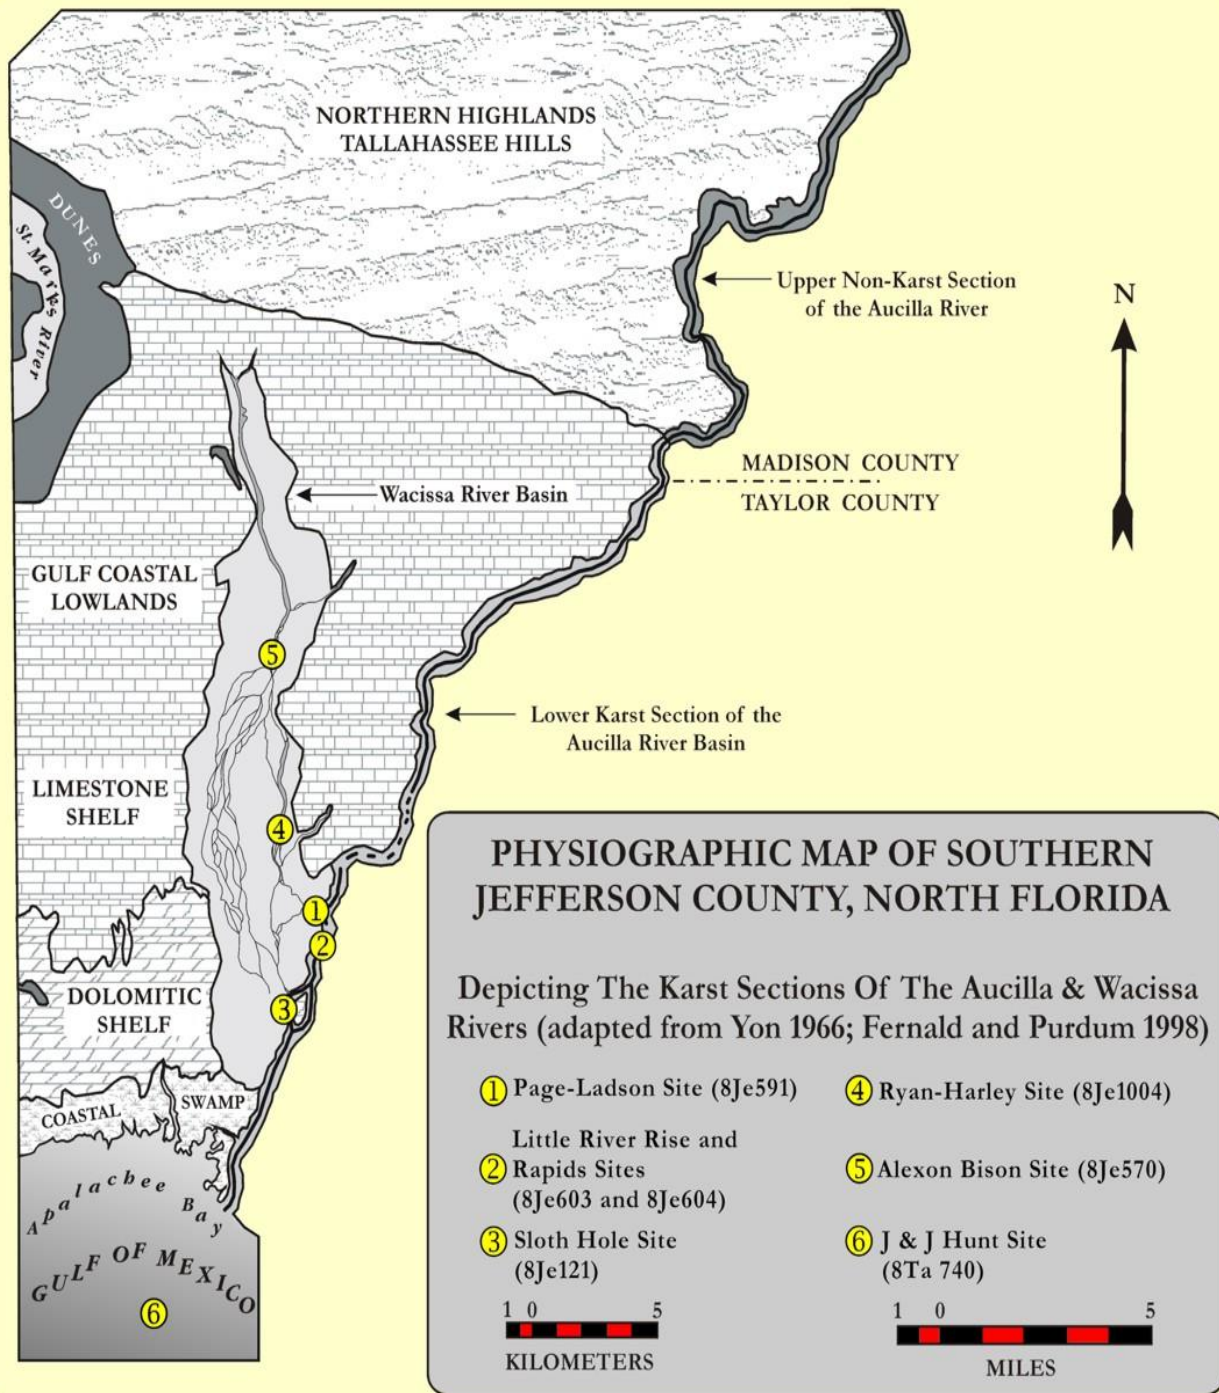 NORTHERN HIGHLANDS
TALLAHASSEE HILLS
DUNES
St. Marks River
Upper Non-Karst Section
of the Aucilla River
N
MADISON COUNTY
TAYLOR COUNTY
Wacissa River Basin
GULF COASTAL
LOWLANDS
5
Lower Karst Section of the
Aucilla River Basin
LIMESTONE
SHELF
4
1
2
DOLOMITIC
SHELF
3
COASTAL
SWAMP
Apalachee Bay
GULF OF MEXICO
6
PHYSIOGRAPHIC MAP OF SOUTHERN
JEFFERSON COUNTY, NORTH FLORIDA
Depicting The Karst Sections Of The Aucilla & Wacissa
Rivers (adapted from Yon 1966; Fernald and Purdum 1998)
1 Page-Ladson Site (8Je591)
2 Little River Rise and
Rapids Sites
(8Je603 and 8Je604)
3 Sloth Hole Site
(8Je121)
4 Ryan-Harley Site (8Je1004)
5 Alexon Bison Site (8Je570)
6 J & J Hunt Site
(8Ta 740)
1 0 5
KILOMETERS
1 0 5
MILES